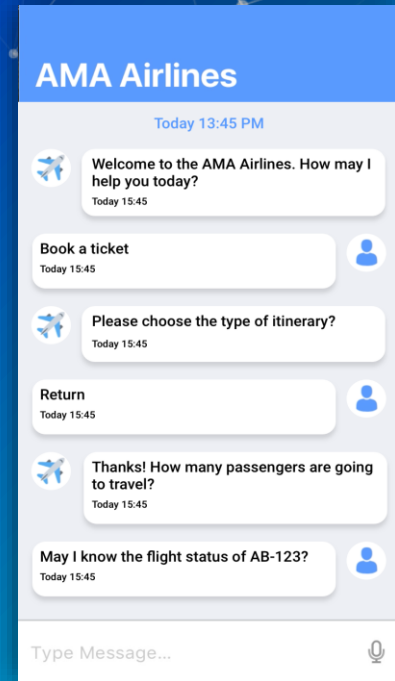 AMA Airlines
Today 13:45 PM
Welcome to the AMA Airlines. How may I
help you today?
Today 15:45
Book a ticket
Today 15:45
Please choose the type of itinerary?
Today 15:45
Return
Today 15:45
Thanks! How many passengers are going
to travel?
Today 15:45
May I know the flight status of AB-123?
Today 15:45
Type Message...